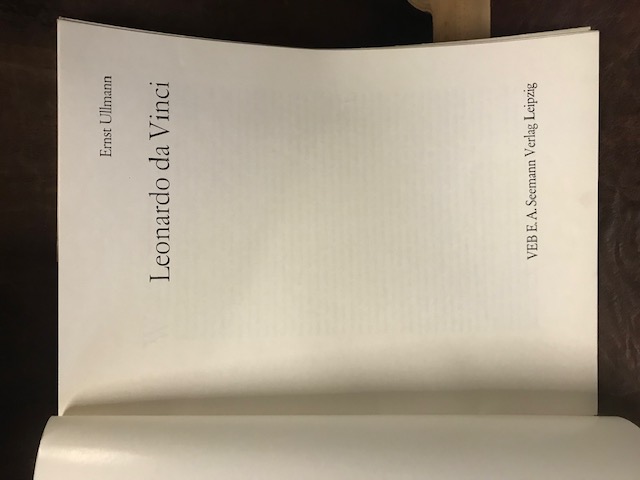 Ernst Ullmann
Leonardo da Vinci
VEB E. A. Seemann Verlag Leipzig